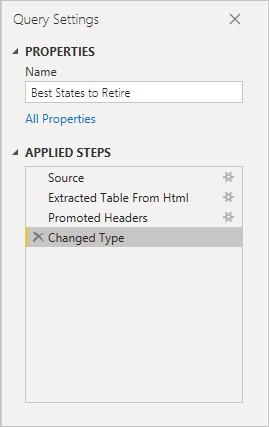 Query Settings
PROPERTIES
Name
Best States to Retire
All Properties
APPLIED STEPS
Source
Extracted Table From Html
Promoted Headers
Changed Type